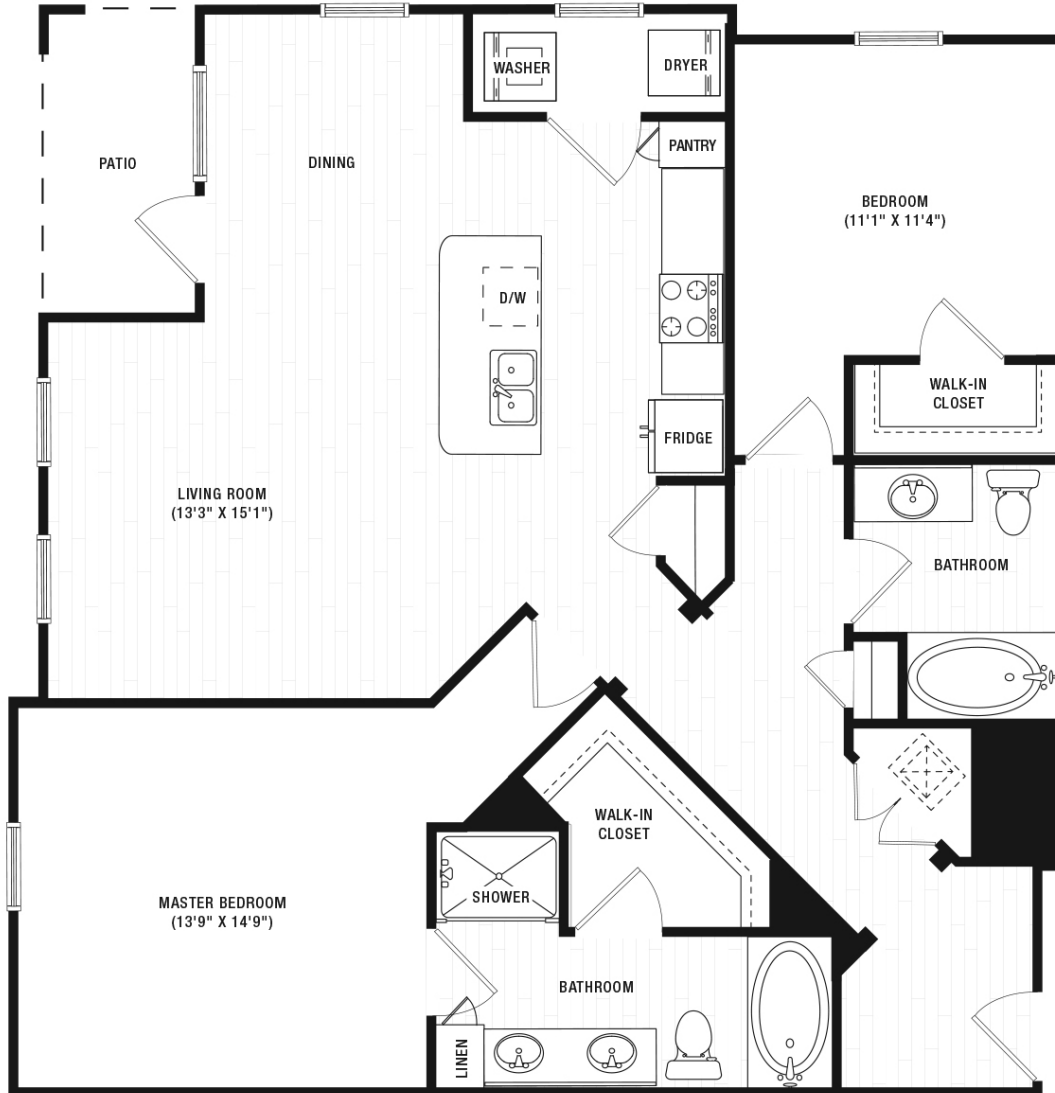 WASHER
DRYER
PATIO
DINING
PANTRY
BEDROOM
(11'1" X 11'4")
D/W
WALK-IN
CLOSET
FRIDGE
LIVING ROOM
(13'3" X 15'1")
BATHROOM
WALK-IN
CLOSET
SHOWER
MASTER BEDROOM
(13'9" X 14'9")
BATHROOM
LINEN